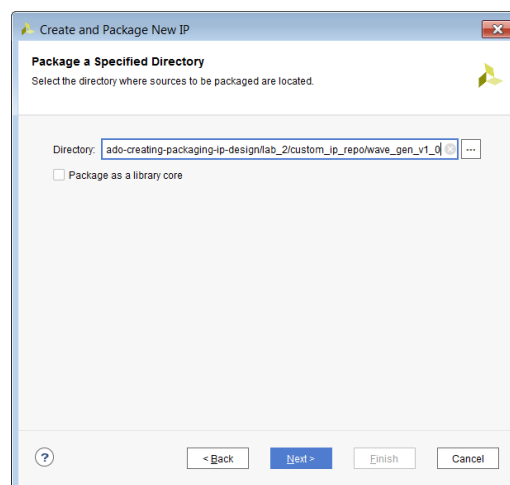 Create and Package New IP
Package a Specified Directory
Select the directory where sources to be packaged are located.
Directory: ado-creating-packaging-ip-design/lab_2/custom_ip_repo/wave_gen_v1_0 ...
Package as a library core
? < Back Next > Finish Cancel